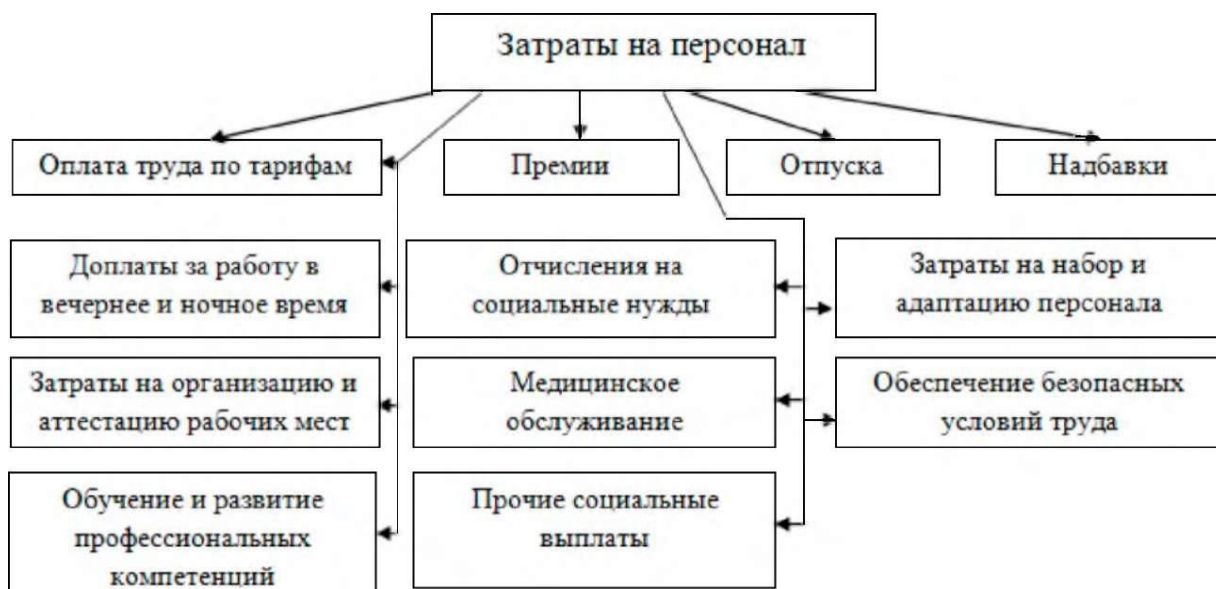 Затраты на персонал
Оплата труда по тарифам
Премии
Отпуска
Надбавки
Доплаты за работу в
вечернее и ночное время
Отчисления на
социальные нужды
Затраты на набор и
адаптацию персонала
Затраты на организацию и
аттестацию рабочих мест
Медицинское
обслуживание
Обеспечение безопасных
условий труда
Обучение и развитие
профессиональных
компетенций
Прочие социальные
выплаты